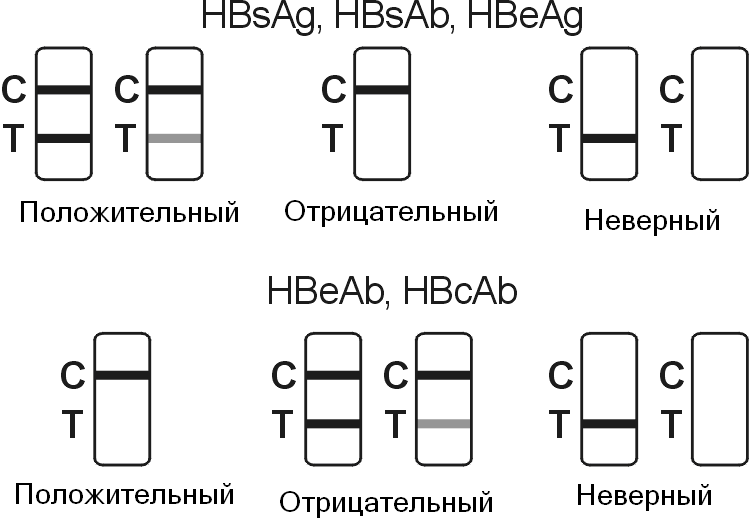 HBsAg, HBsAb, HBeAg
C C C C C
T T T T T
Положительный Отрицательный Неверный
HBeAb, HBcAb
C C C C C
T T T T T
Положительный Отрицательный Неверный